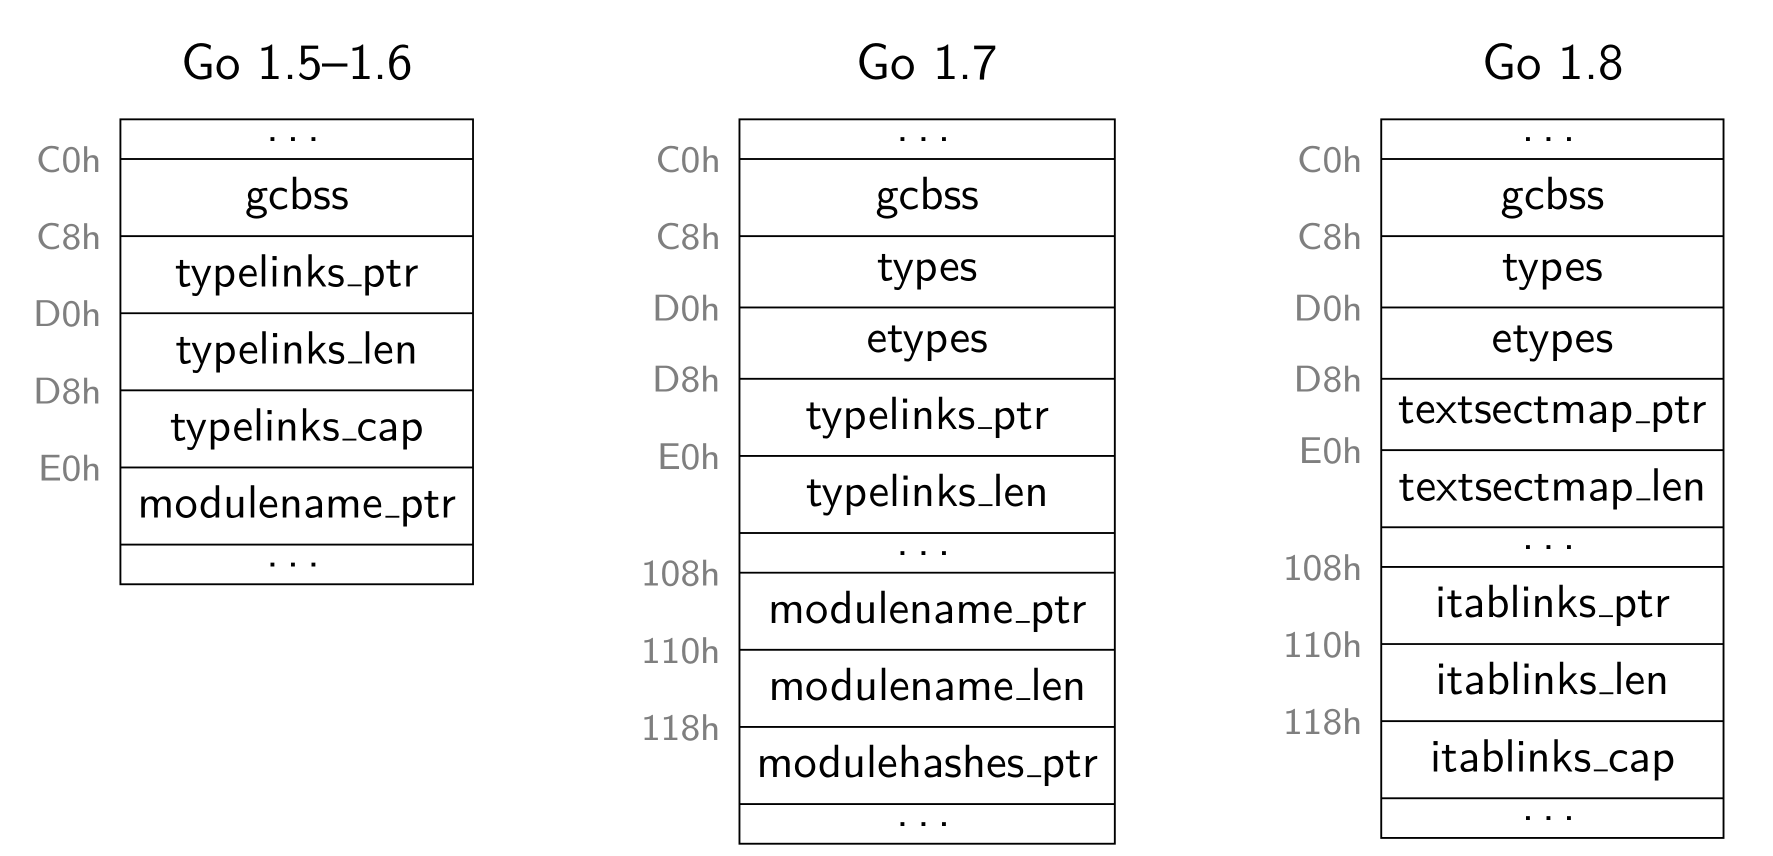 Go 1.5–1.6
...
C0h
gcbss
C8h
typelinks_ptr
D0h
typelinks_len
D8h
typelinks_cap
E0h
modulename_ptr
...
Go 1.7
...
C0h
gcbss
C8h
types
D0h
etypes
D8h
typelinks_ptr
E0h
typelinks_len
...
108h
modulename_ptr
110h
modulename_len
118h
modulehashes_ptr
...
Go 1.8
...
C0h
gcbss
C8h
types
D0h
etypes
D8h
textsectmap_ptr
E0h
textsectmap_len
...
108h
itablinks_ptr
110h
itablinks_len
118h
itablinks_cap
...